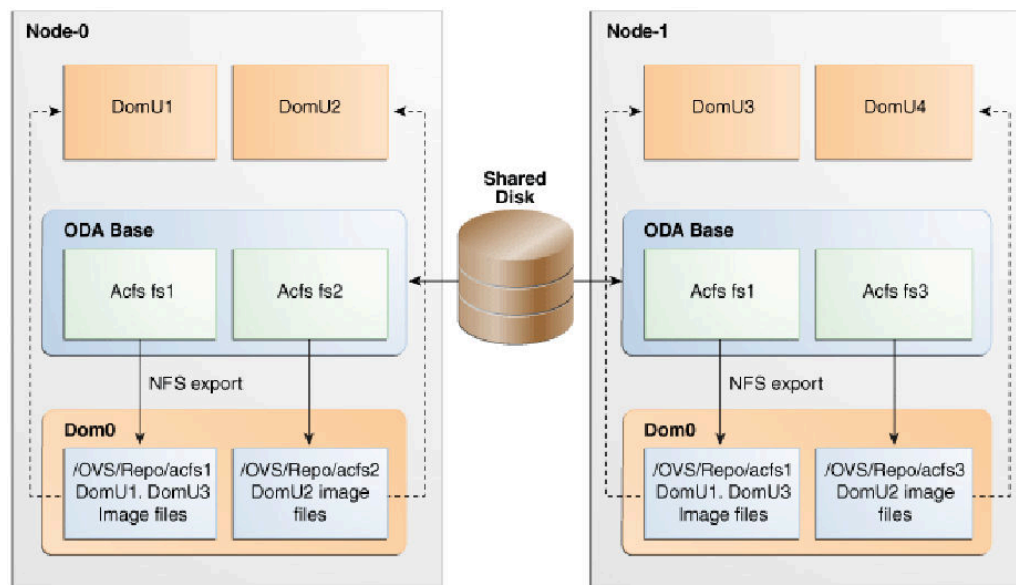 Node-0
DomU1
DomU2
ODA Base
Acfs fs1
Acfs fs2
NFS export
Dom0
/OVS/Repo/acfs1
DomU1. DomU3
Image files
/OVS/Repo/acfs2
DomU2 image
files
Shared
Disk
Node-1
DomU3
DomU4
ODA Base
Acfs fs1
Acfs fs3
NFS export
Dom0
/OVS/Repo/acfs1
DomU1. DomU3
Image files
/OVS/Repo/acfs3
DomU2 image
files